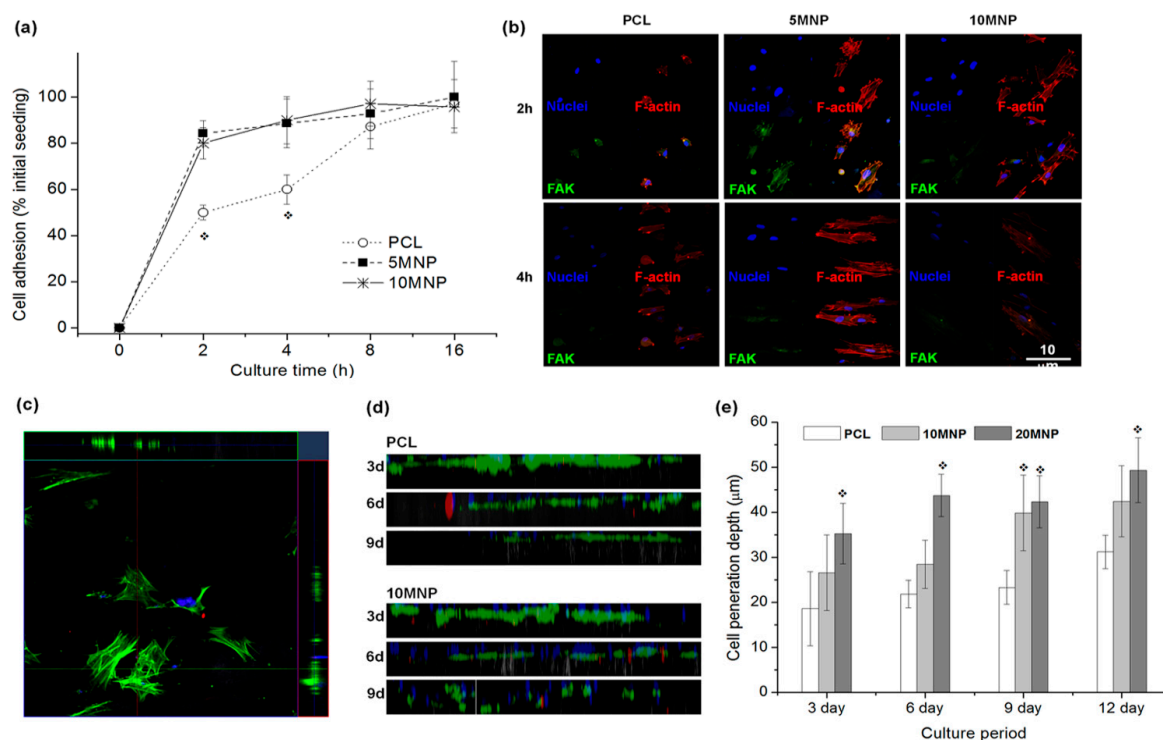 (a)
Cell adhesion (% initial seeding)
100
80
60
40
20
0
PCL
5MNP
10MNP
0 2 4 8 16
Culture time (h)
(b)
PCL 5MNP 10MNP
2h
Nuclei F-actin Nuclei F-actin Nuclei F-actin
FAK FAK FAK
4h
Nuclei F-actin Nuclei F-actin Nuclei F-actin
FAK FAK FAK
10
μm
(c)
(d)
PCL
3d
6d
9d
10MNP
3d
6d
9d
(e)
Cell peneration depth (μm)
60
50
40
30
20
10
0
PCL 10MNP 20MNP
3 day 6 day 9 day 12 day
Culture period